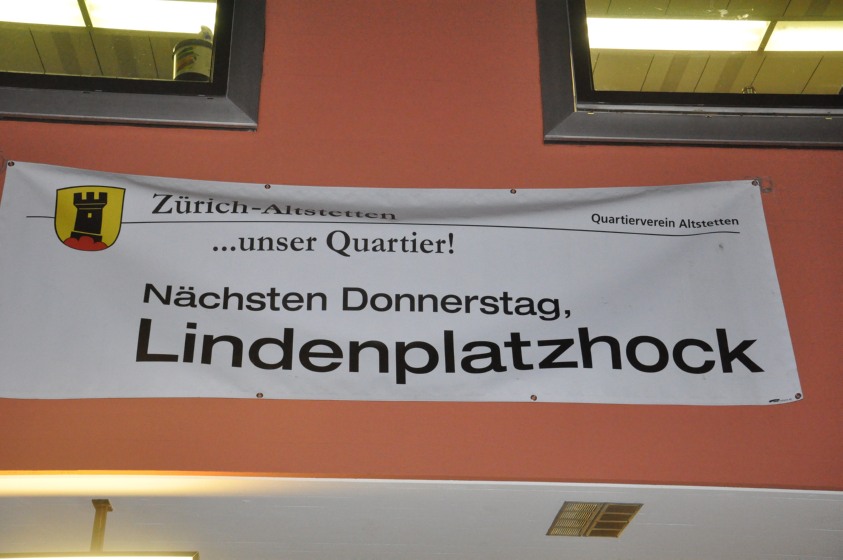 Zürich-Altstetten
Quartierverein Altstetten
...unser Quartier!
Nächsten Donnerstag,
Lindenplatzhock